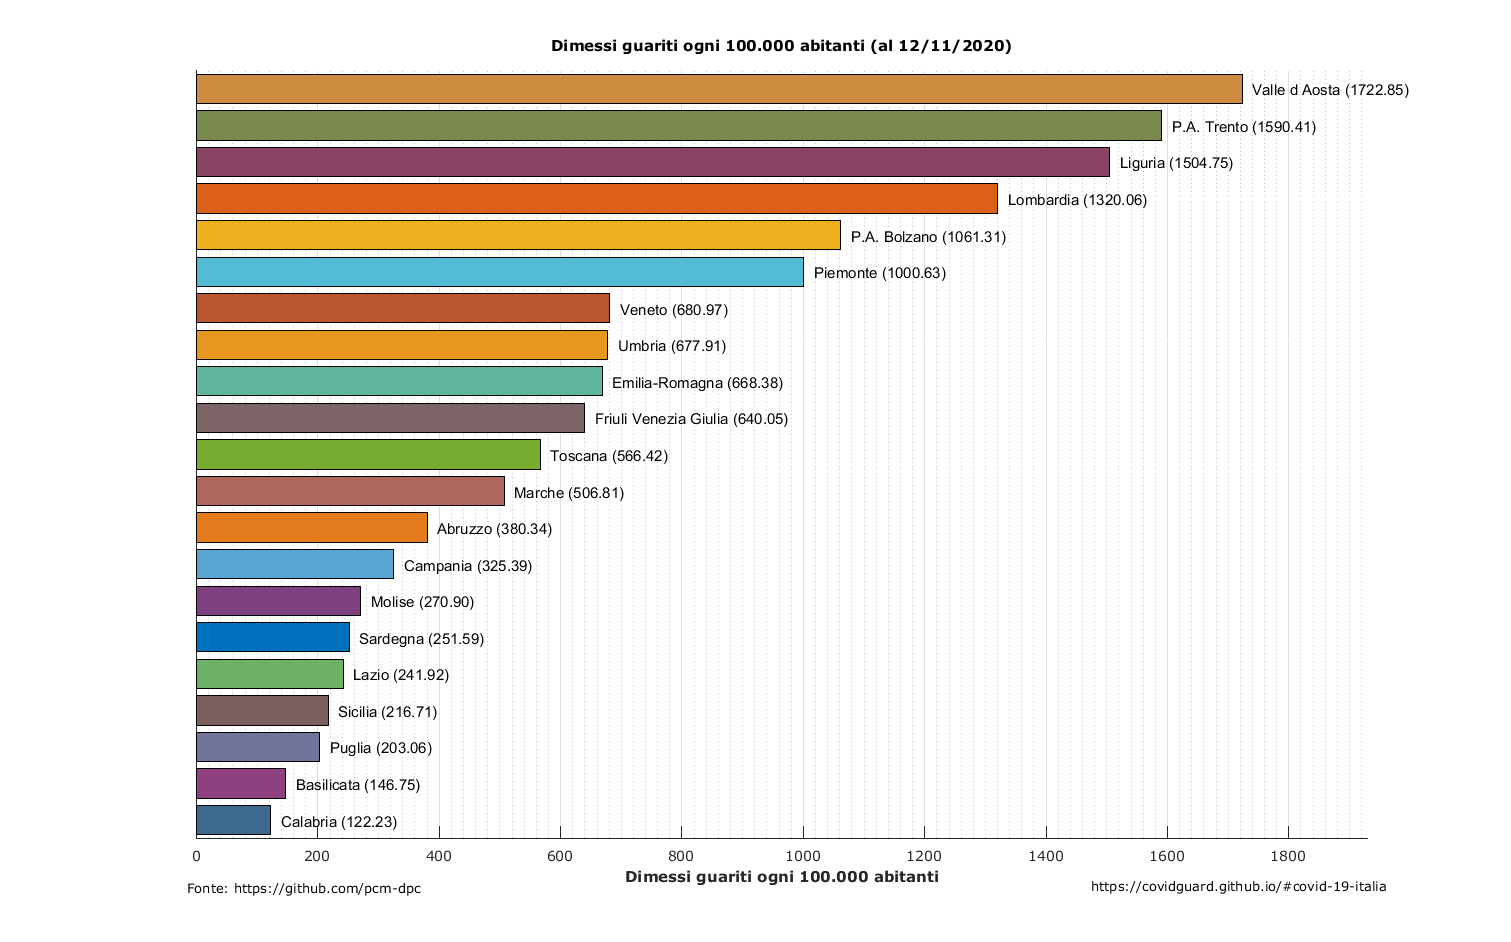 Dimessi guariti ogni 100.000 abitanti (al 12/11/2020)
Valle d Aosta (1722.85)
P.A. Trento (1590.41)
Liguria (1504.75)
Lombardia (1320.06)
P.A. Bolzano (1061.31)
Piemonte (1000.63)
Veneto (680.97)
Umbria (677.91)
Emilia-Romagna (668.38)
Friuli Venezia Giulia (640.05)
Toscana (566.42)
Marche (506.81)
Abruzzo (380.34)
Campania (325.39)
Molise (270.90)
Sardegna (251.59)
Lazio (241.92)
Sicilia (216.71)
Puglia (203.06)
Basilicata (146.75)
Calabria (122.23)
0 200 400 600 800 1000 1200 1400 1600 1800
Dimessi guariti ogni 100.000 abitanti
Fonte: https://github.com/pcm-dpc
https://covidguard.github.io/#covid-19-italia